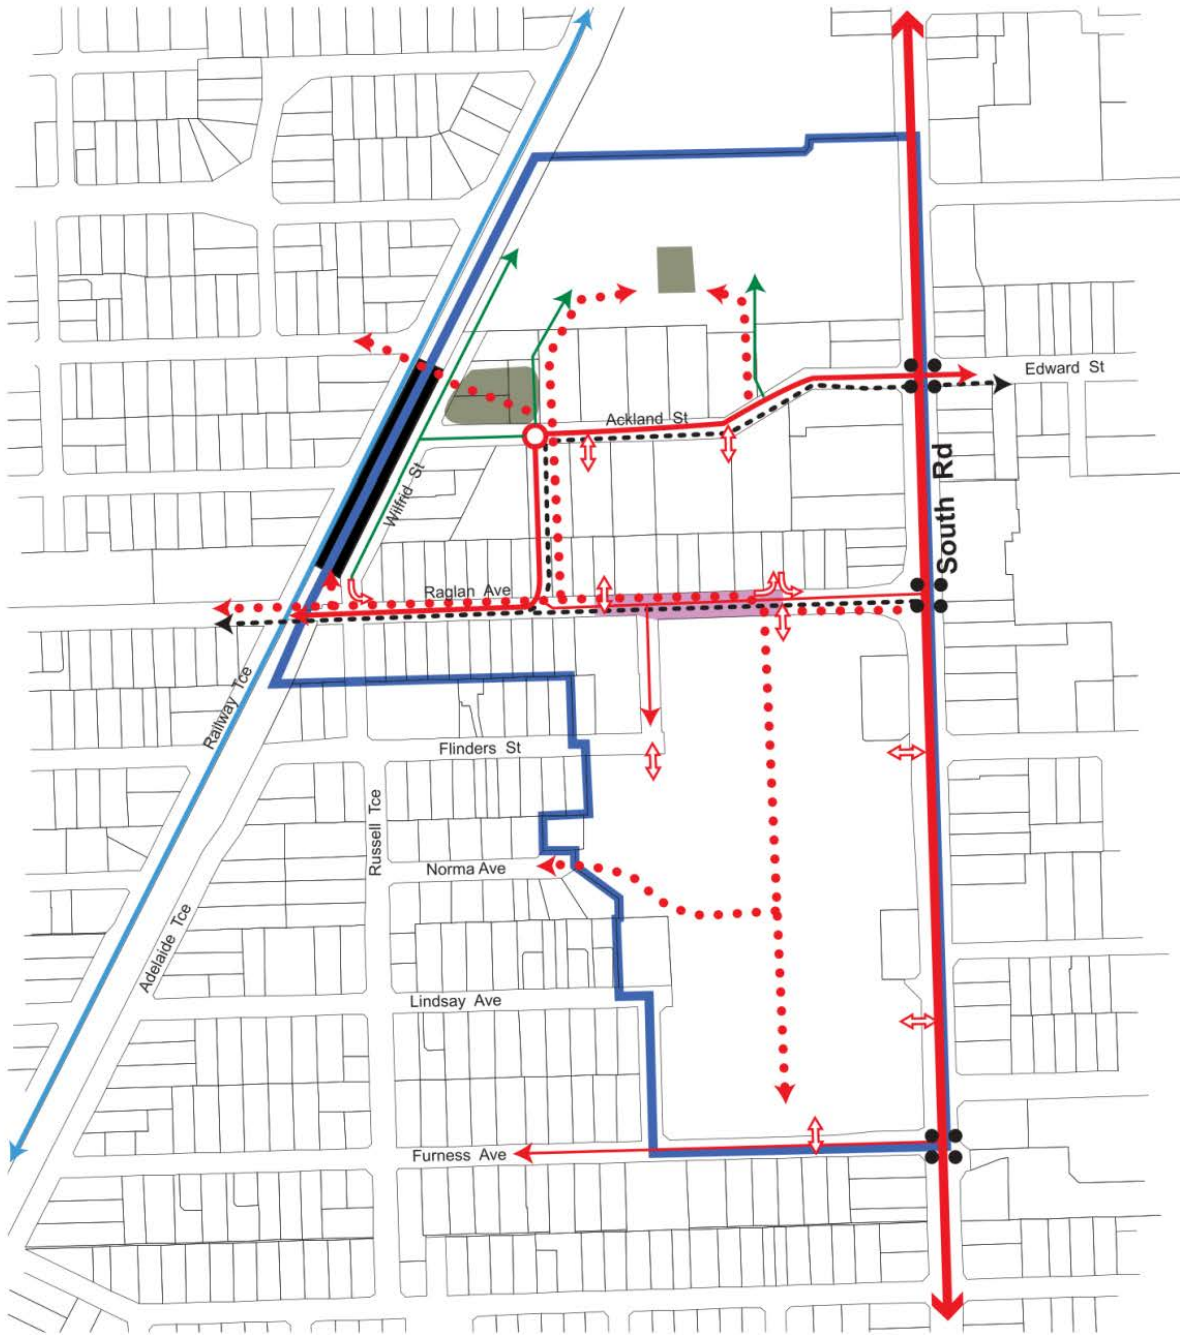 Edward St
Ackland St
South Rd
Wilfrid St
Raglan Ave
Railway Tce
Flinders St
Russell Tce
Norma Ave
Adelaide Tce
Lindsay Ave
Furness Ave